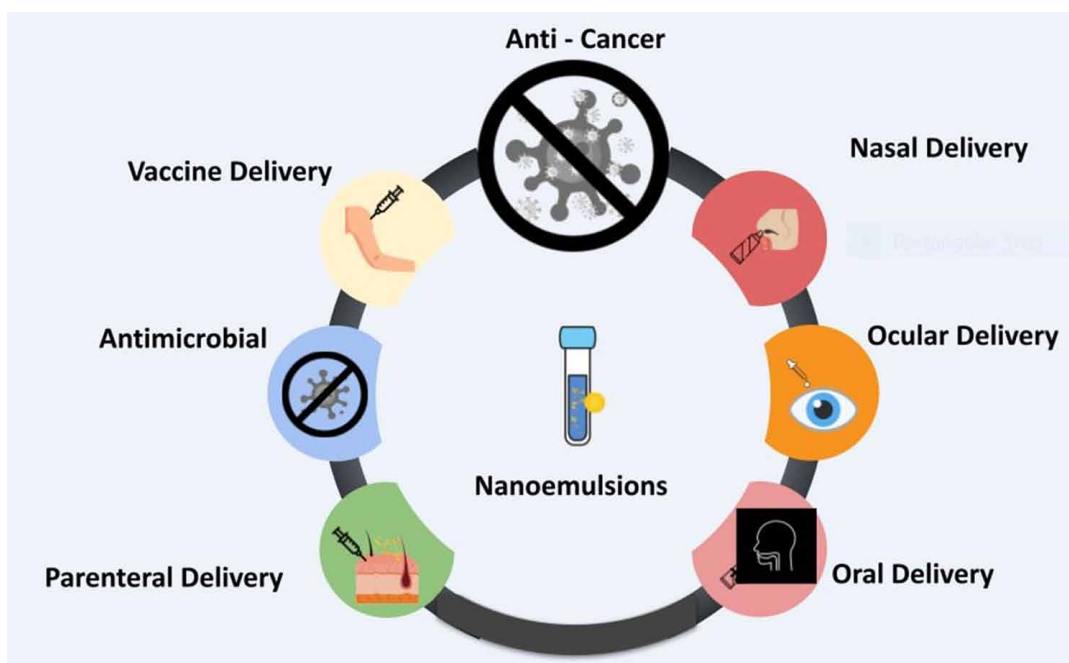 Anti - Cancer
Nasal Delivery
Vaccine Delivery
Antimicrobial
Ocular Delivery
Nanoemulsions
Parenteral Delivery
Oral Delivery